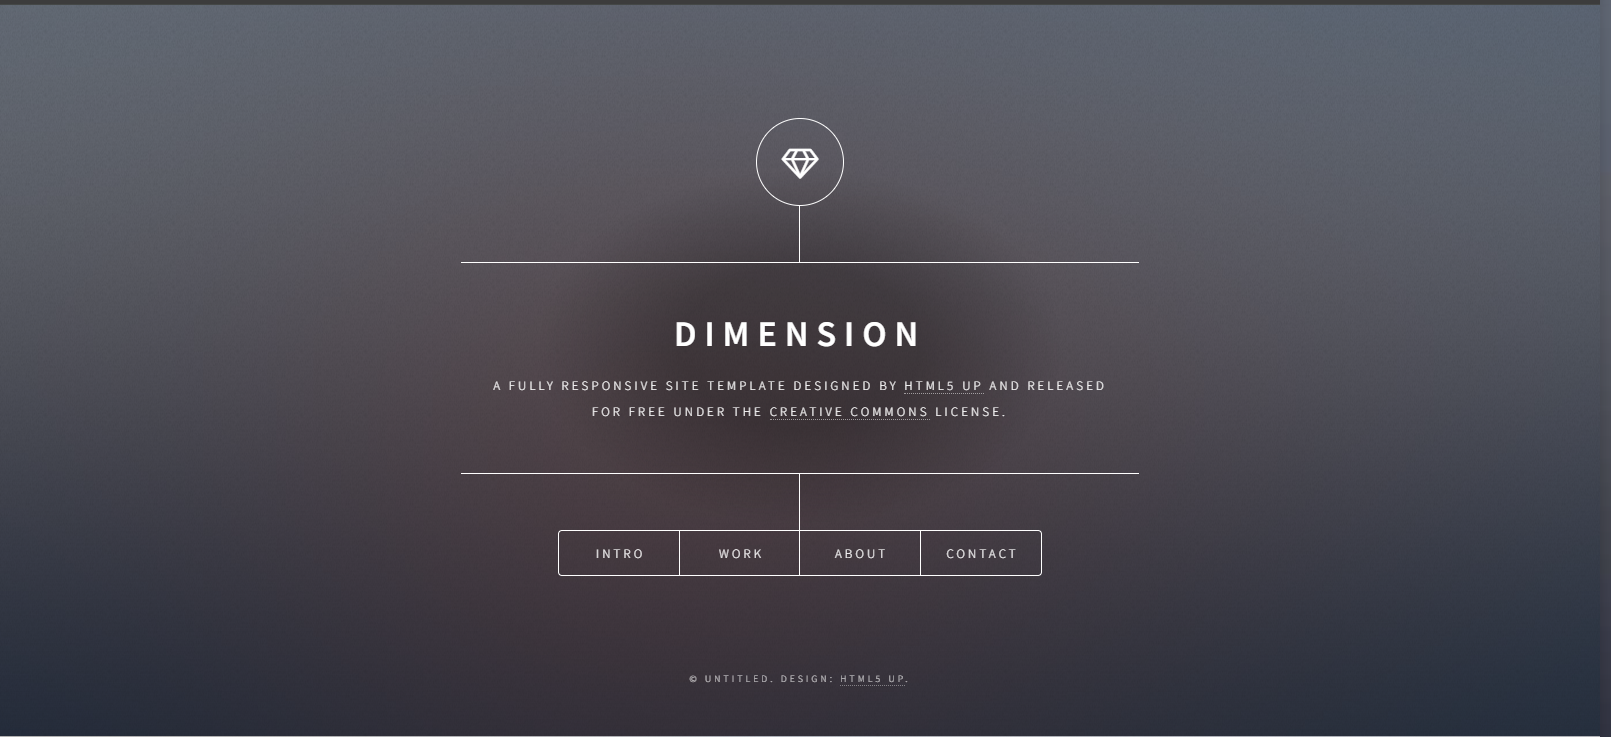 DIMENSION
A FULLY RESPONSIVE SITE TEMPLATE DESIGNED BY HTML5 UP AND RELEASED
FOR FREE UNDER THE CREATIVE COMMONS LICENSE.
INTRO WORK ABOUT CONTACT
© UNTITLED. DESIGN: HTML5 UP.